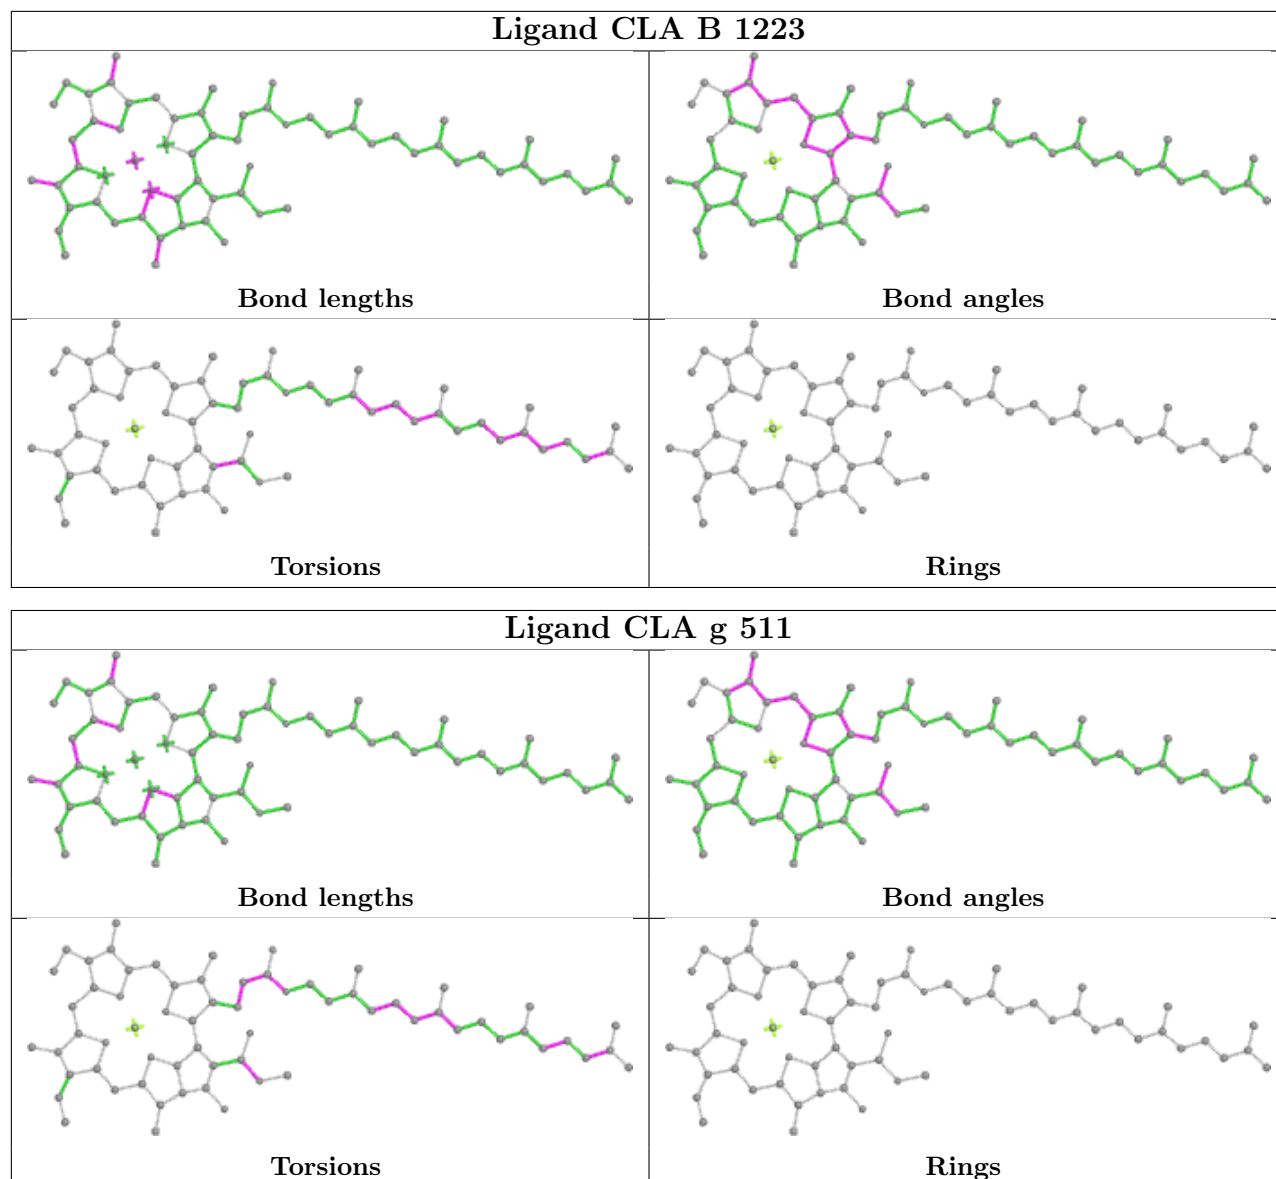 Ligand CLA B 1223
Bond lengths
Bond angles
Torsions
Rings
Ligand CLA g 511
Bond lengths
Bond angles
Torsions
Rings